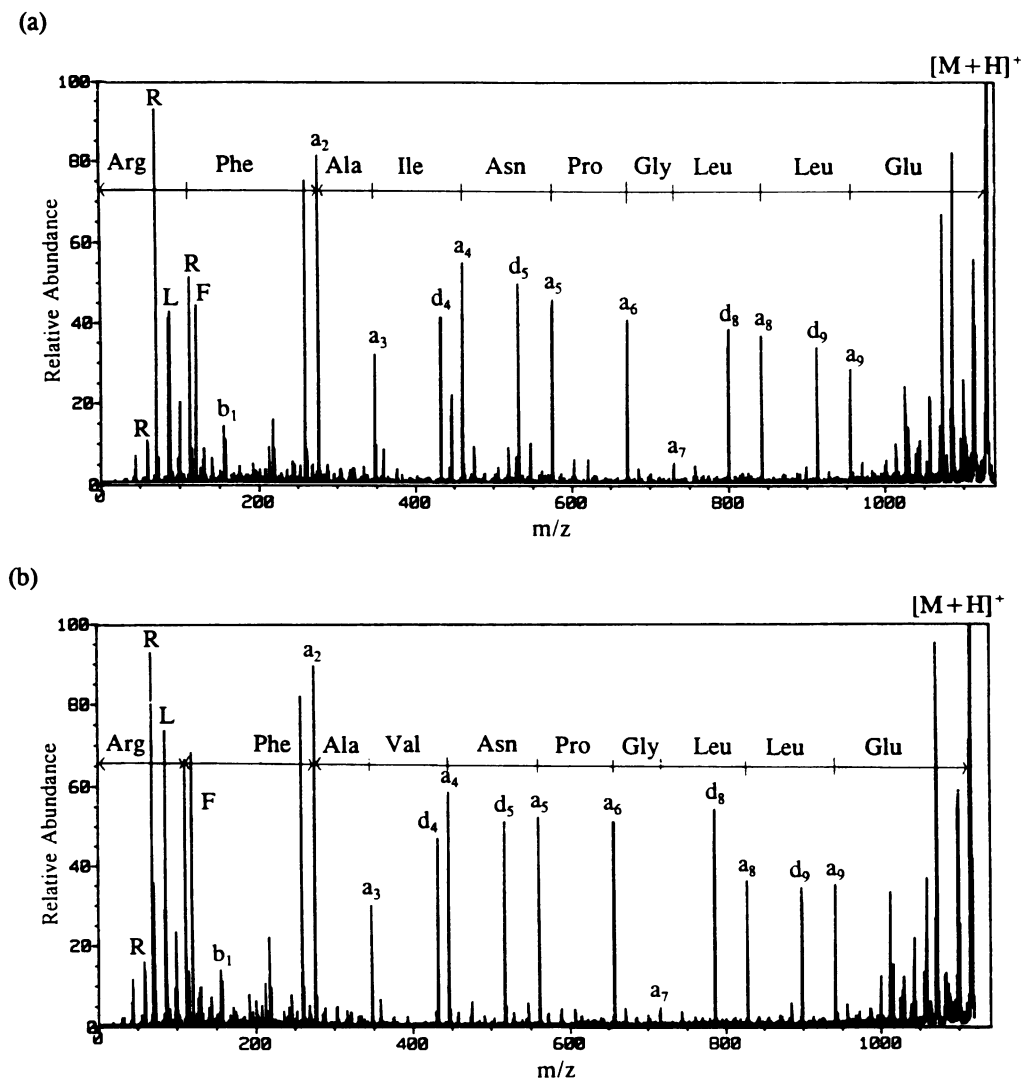 (a)
[M+H]⁺
100
R
a₂
80
Arg Phe Ala Ile Asn Pro Gly Leu Leu Glu
60
a₄
R
d₅
a₅
F
L
d₄
a₆
40
d₈
a₈
d₉
a₃
a₉
20
b₁
R
a₇
0
0 200 400 600 800 1000
Relative Abundance
m/z
(b)
[M+H]⁺
100
R
a₂
80
L
Arg Phe Ala Val Asn Pro Gly Leu Leu Glu
60
a₄
d₈
F
d₅ a₅ a₆
d₄
40
a₈ d₉ a₉
a₃
20
R
b₁
a₇
0
0 200 400 600 800 1000
Relative Abundance
m/z